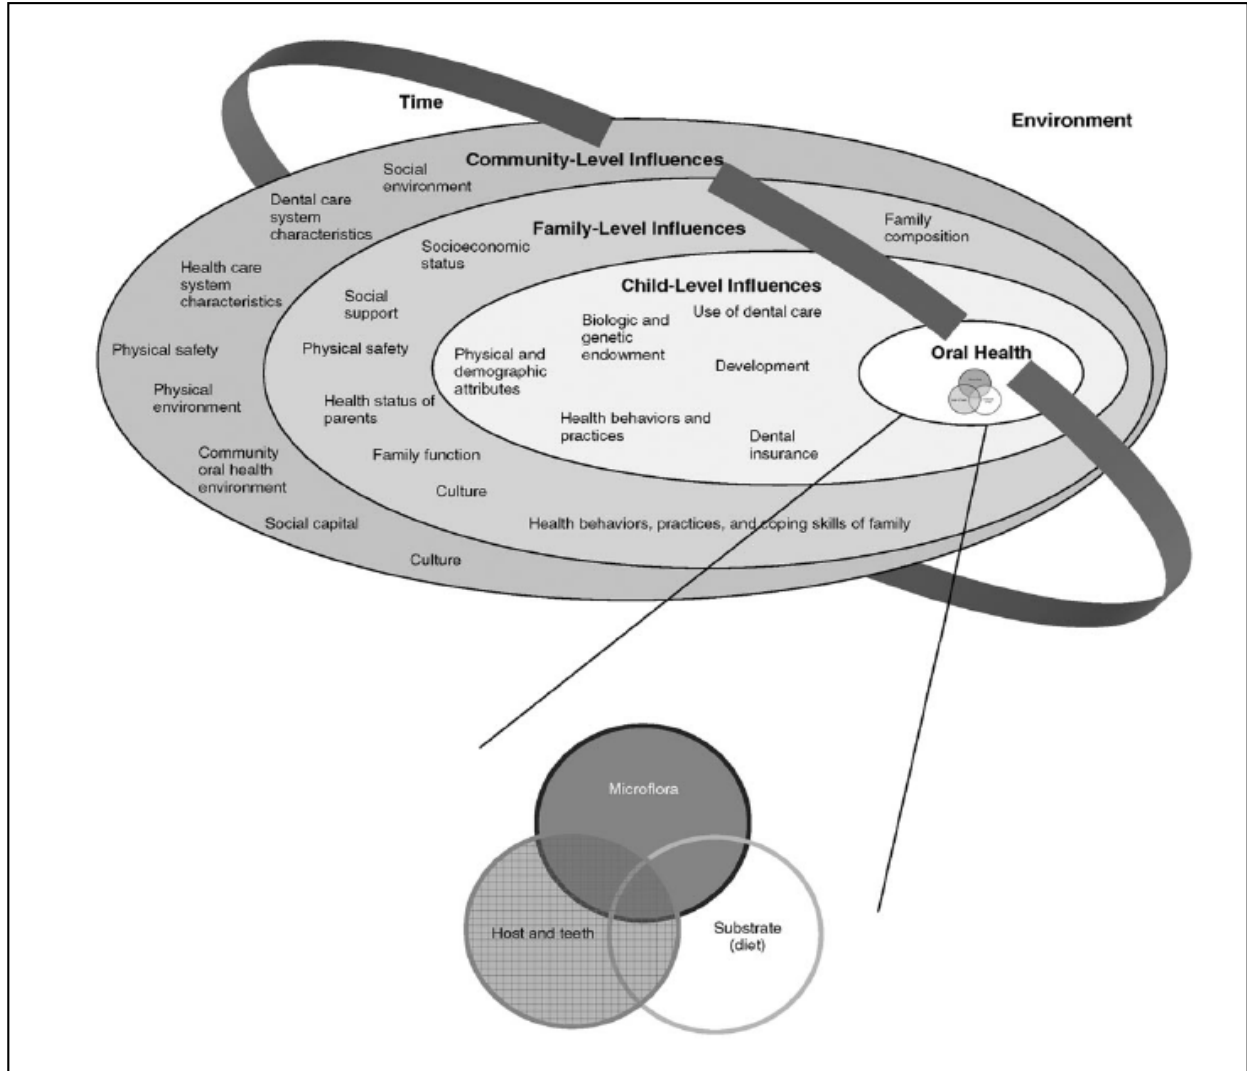 Time
Environment
Community-Level Influences
Social
environment
Dental care
system
characteristics
Health care
system
characteristics
Physical safety
Physical
environment
Community
oral health
environment
Social capital
Culture
Family-Level Influences
Family
composition
Socioeconomic
status
Social
support
Physical safety
Health status of
parents
Family function
Culture
Health behaviors, practices, and coping skills of family
Child-Level Influences
Use of dental care
Biologic and
genetic
endowment
Physical and
demographic
attributes
Development
Health behaviors and
practices
Dental
insurance
Oral Health
Microflora
Host and teeth
Substrate
(diet)